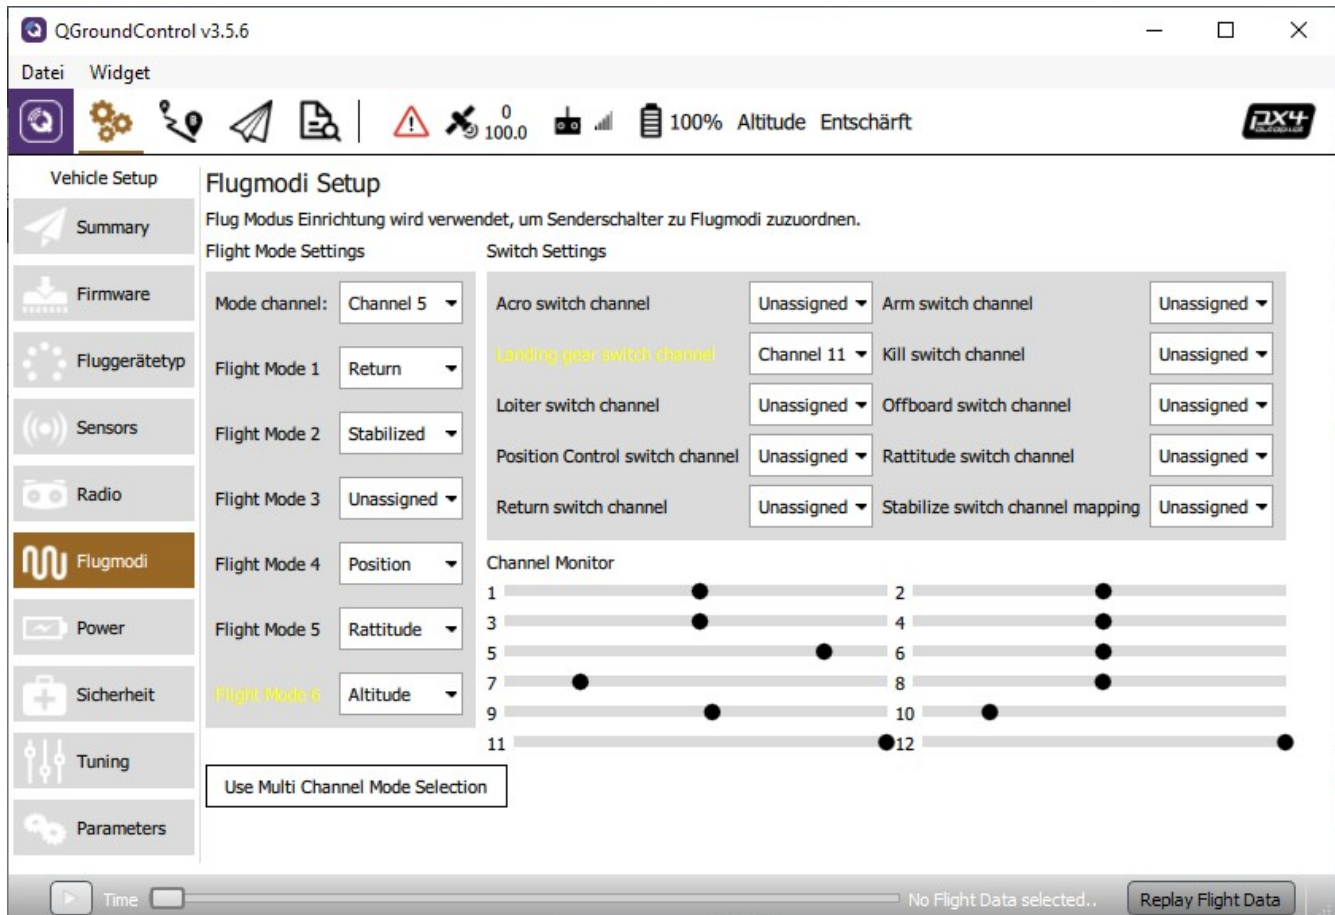 QGroundControl v3.5.6
Datei Widget
0
100.0
100% Altitude Entschärft
px4
autopilot
Vehicle Setup
Summary
Firmware
Fluggerätetyp
Sensors
Radio
Flugmodi
Power
Sicherheit
Tuning
Parameters
Flugmodi Setup
Flug Modus Einrichtung wird verwendet, um Senderschalter zu Flugmodi zuzuordnen.
Flight Mode Settings
Mode channel: Channel 5
Flight Mode 1 Return
Flight Mode 2 Stabilized
Flight Mode 3 Unassigned
Flight Mode 4 Position
Flight Mode 5 Rattitude
Flight Mode 6 Altitude
Use Multi Channel Mode Selection
Switch Settings
Acro switch channel Unassigned Arm switch channel Unassigned
Landing gear switch channel Channel 11 Kill switch channel Unassigned
Loiter switch channel Unassigned Offboard switch channel Unassigned
Position Control switch channel Unassigned Rattitude switch channel Unassigned
Return switch channel Unassigned Stabilize switch channel mapping Unassigned
Channel Monitor
1 2
3 4
5 6
7 8
9 10
11 12
Time No Flight Data selected.. Replay Flight Data